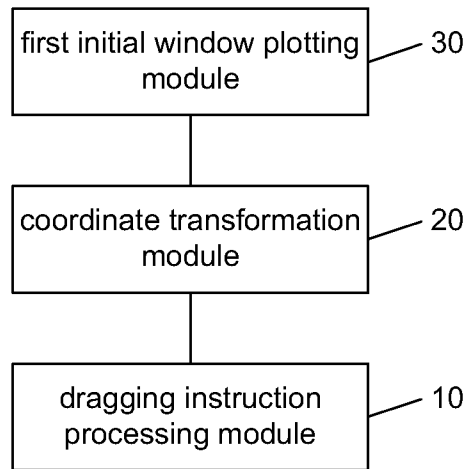 first initial window plotting
module
30
coordinate transformation
module
20
dragging instruction
processing module
10